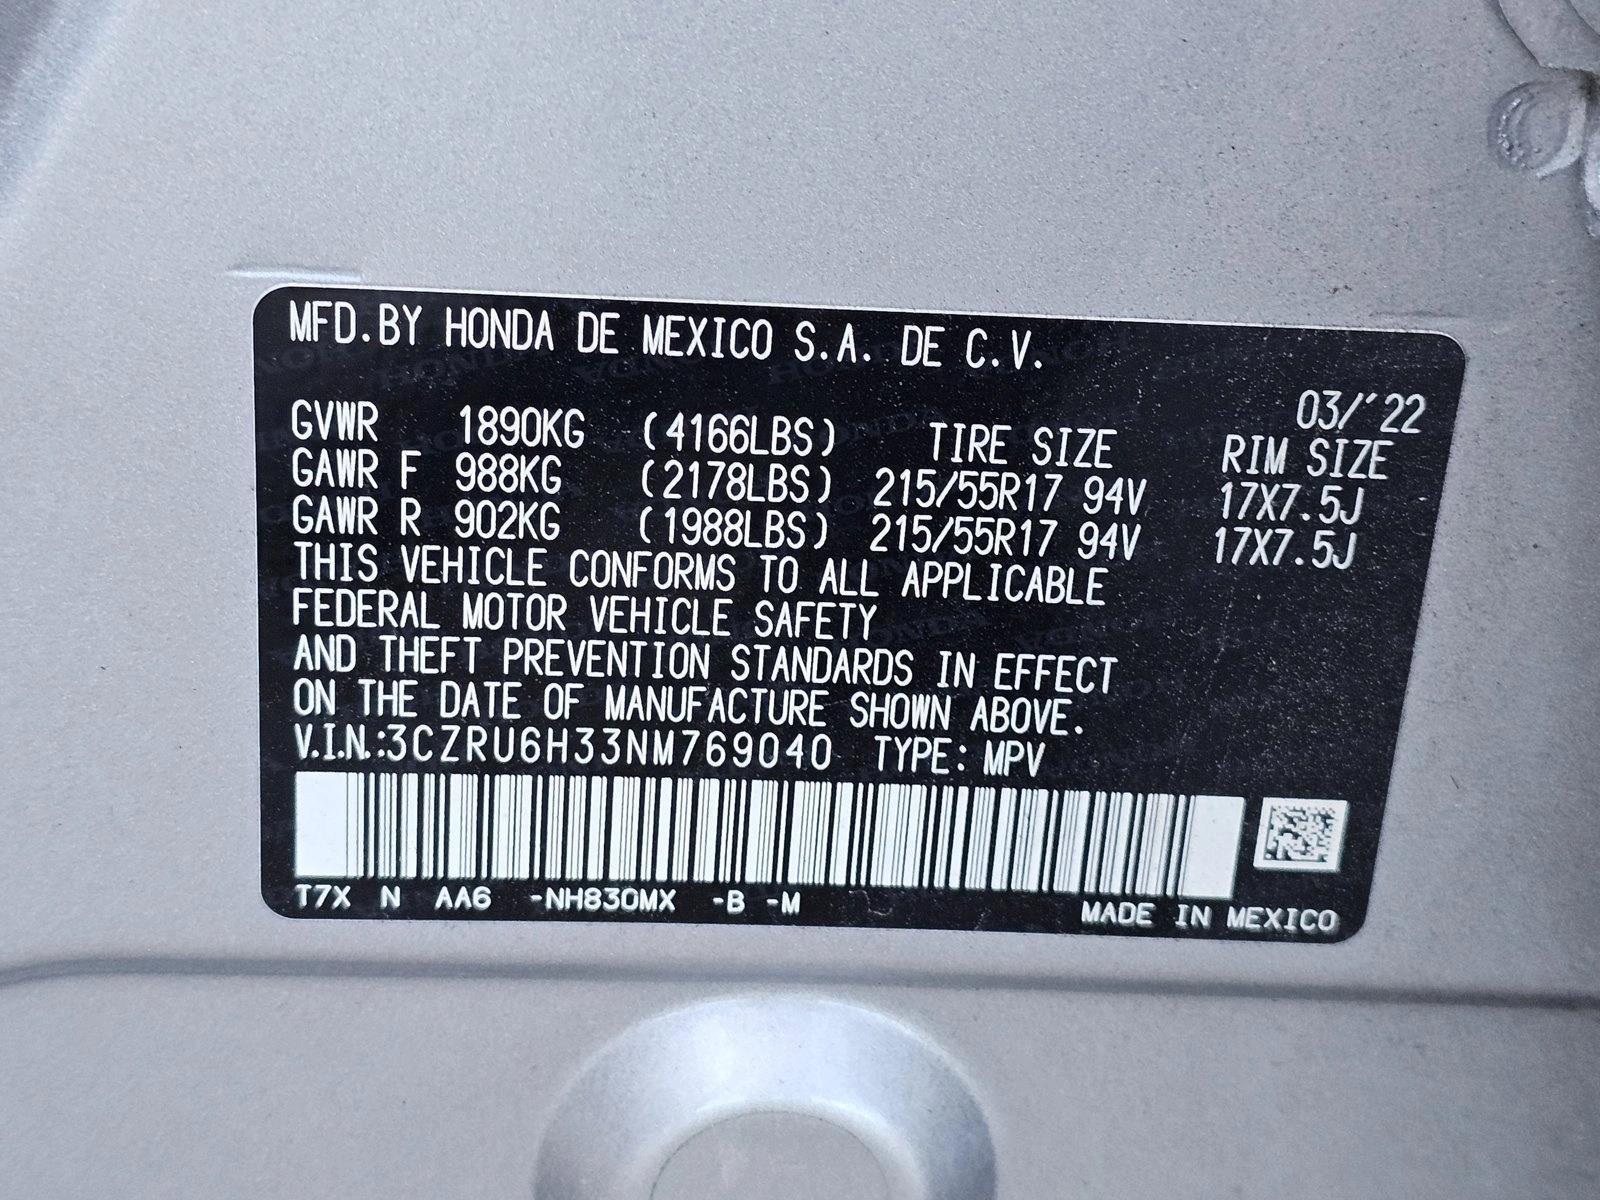 MFD.BY HONDA DE MEXICO S.A. DE C.V.
03/'22
GVWR 1890KG (4166LBS) TIRE SIZE RIM SIZE
GAWR F 988KG (2178LBS) 215/55R17 94V 17X7.5J
GAWR R 902KG (1988LBS) 215/55R17 94V 17X7.5J
THIS VEHICLE CONFORMS TO ALL APPLICABLE
FEDERAL MOTOR VEHICLE SAFETY
AND THEFT PREVENTION STANDARDS IN EFFECT
ON THE DATE OF MANUFACTURE SHOWN ABOVE.
V.I.N.:3CZRU6H33NM769040 TYPE: MPV
T7X N AA6 -NH830MX -B -M MADE IN MEXICO